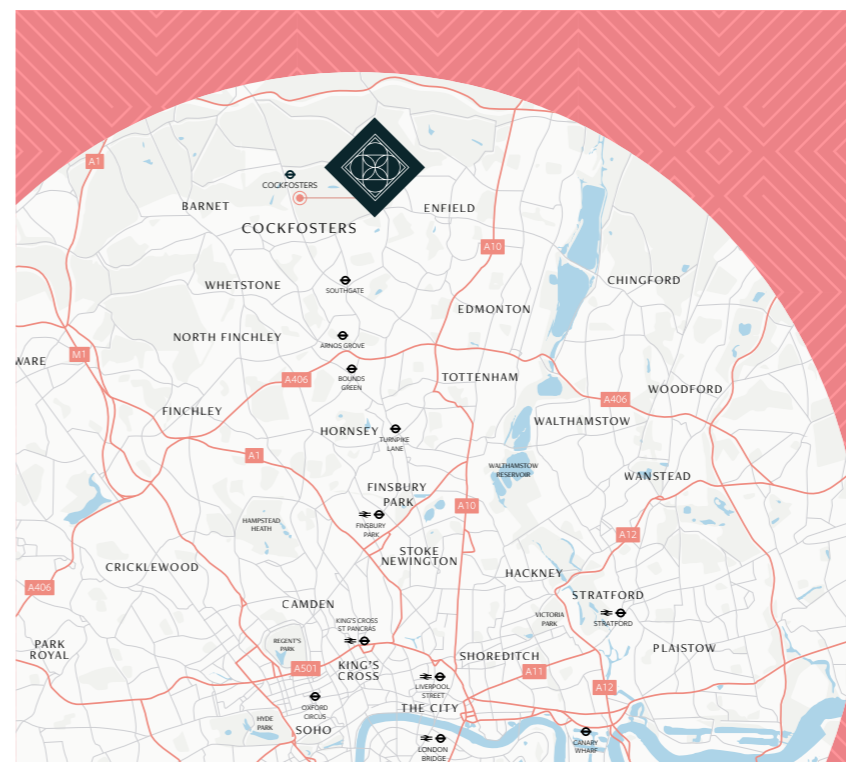 A1
COCKFOSTERS
BARNET
ENFIELD
COCKFOSTERS
A10
WHETSTONE
SOUTHGATE
CHINGFORD
EDMONTON
NORTH FINCHLEY
ARNOS GROVE
M1
WARE
BOUNDS
GREEN
A406
TOTTENHAM
WOODFORD
A406
FINCHLEY
HORNSEY
TURNPIKE
LANE
WALTHAMSTOW
A1
WALTHAMSTOW
RESERVOIR
WANSTEAD
FINSBURY
PARK
A10
FINSBURY
PARK
HAMPSTEAD
HEATH
A12
STOKE
NEWINGTON
CRICKLEWOOD
HACKNEY
A406
STRATFORD
CAMDEN
STRATFORD
VICTORIA
PARK
KING'S CROSS
ST PANCRAS
REGENT'S
PARK
PARK
ROYAL
PLAISTOW
SHOREDITCH
A501
KING'S
CROSS
A11
LIVERPOOL
STREET
A12
OXFORD
CIRCUS
THE CITY
HYDE
PARK
SOHO
CANARY
WHARF
LONDON
BRIDGE